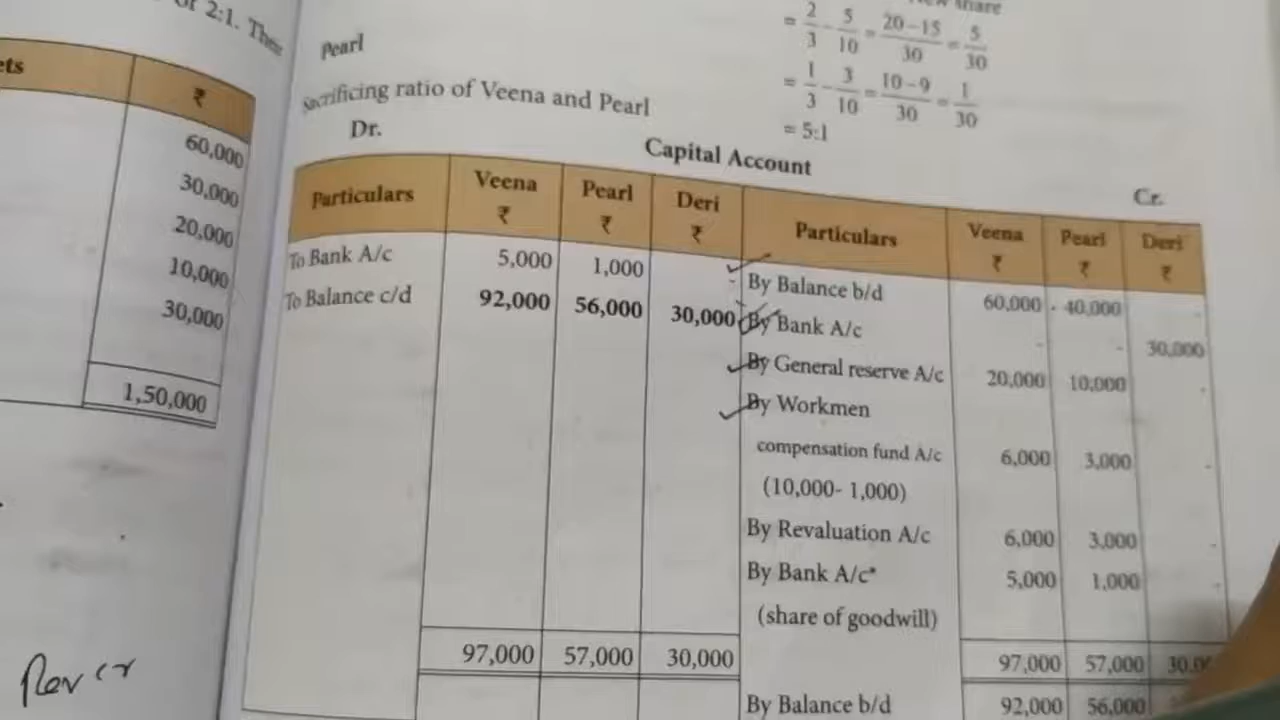 of 2:1. Then
ets
₹
60,000
30,000
20,000
10,000
30,000
1,50,000
Rev
New share
= 2/3 - 5/10 = 20-15/30 = 5/30
Pearl
= 1/3 - 3/10 = 10-9/30 = 1/30
Sacrificing ratio of Veena and Pearl = 5:1
Dr. Capital Account Cr.
Particulars Veena ₹ Pearl ₹ Deri ₹ Particulars Veena ₹ Pearl ₹ Deri ₹
To Bank A/c 5,000 1,000 - By Balance b/d 60,000 40,000 -
To Balance c/d 92,000 56,000 30,000 By Bank A/c - - 30,000
By General reserve A/c 20,000 10,000 -
By Workmen
compensation fund A/c 6,000 3,000 -
(10,000- 1,000)
By Revaluation A/c 6,000 3,000 -
By Bank A/c* 5,000 1,000 -
(share of goodwill)
97,000 57,000 30,000 97,000 57,000 30,0
By Balance b/d 92,000 56,000